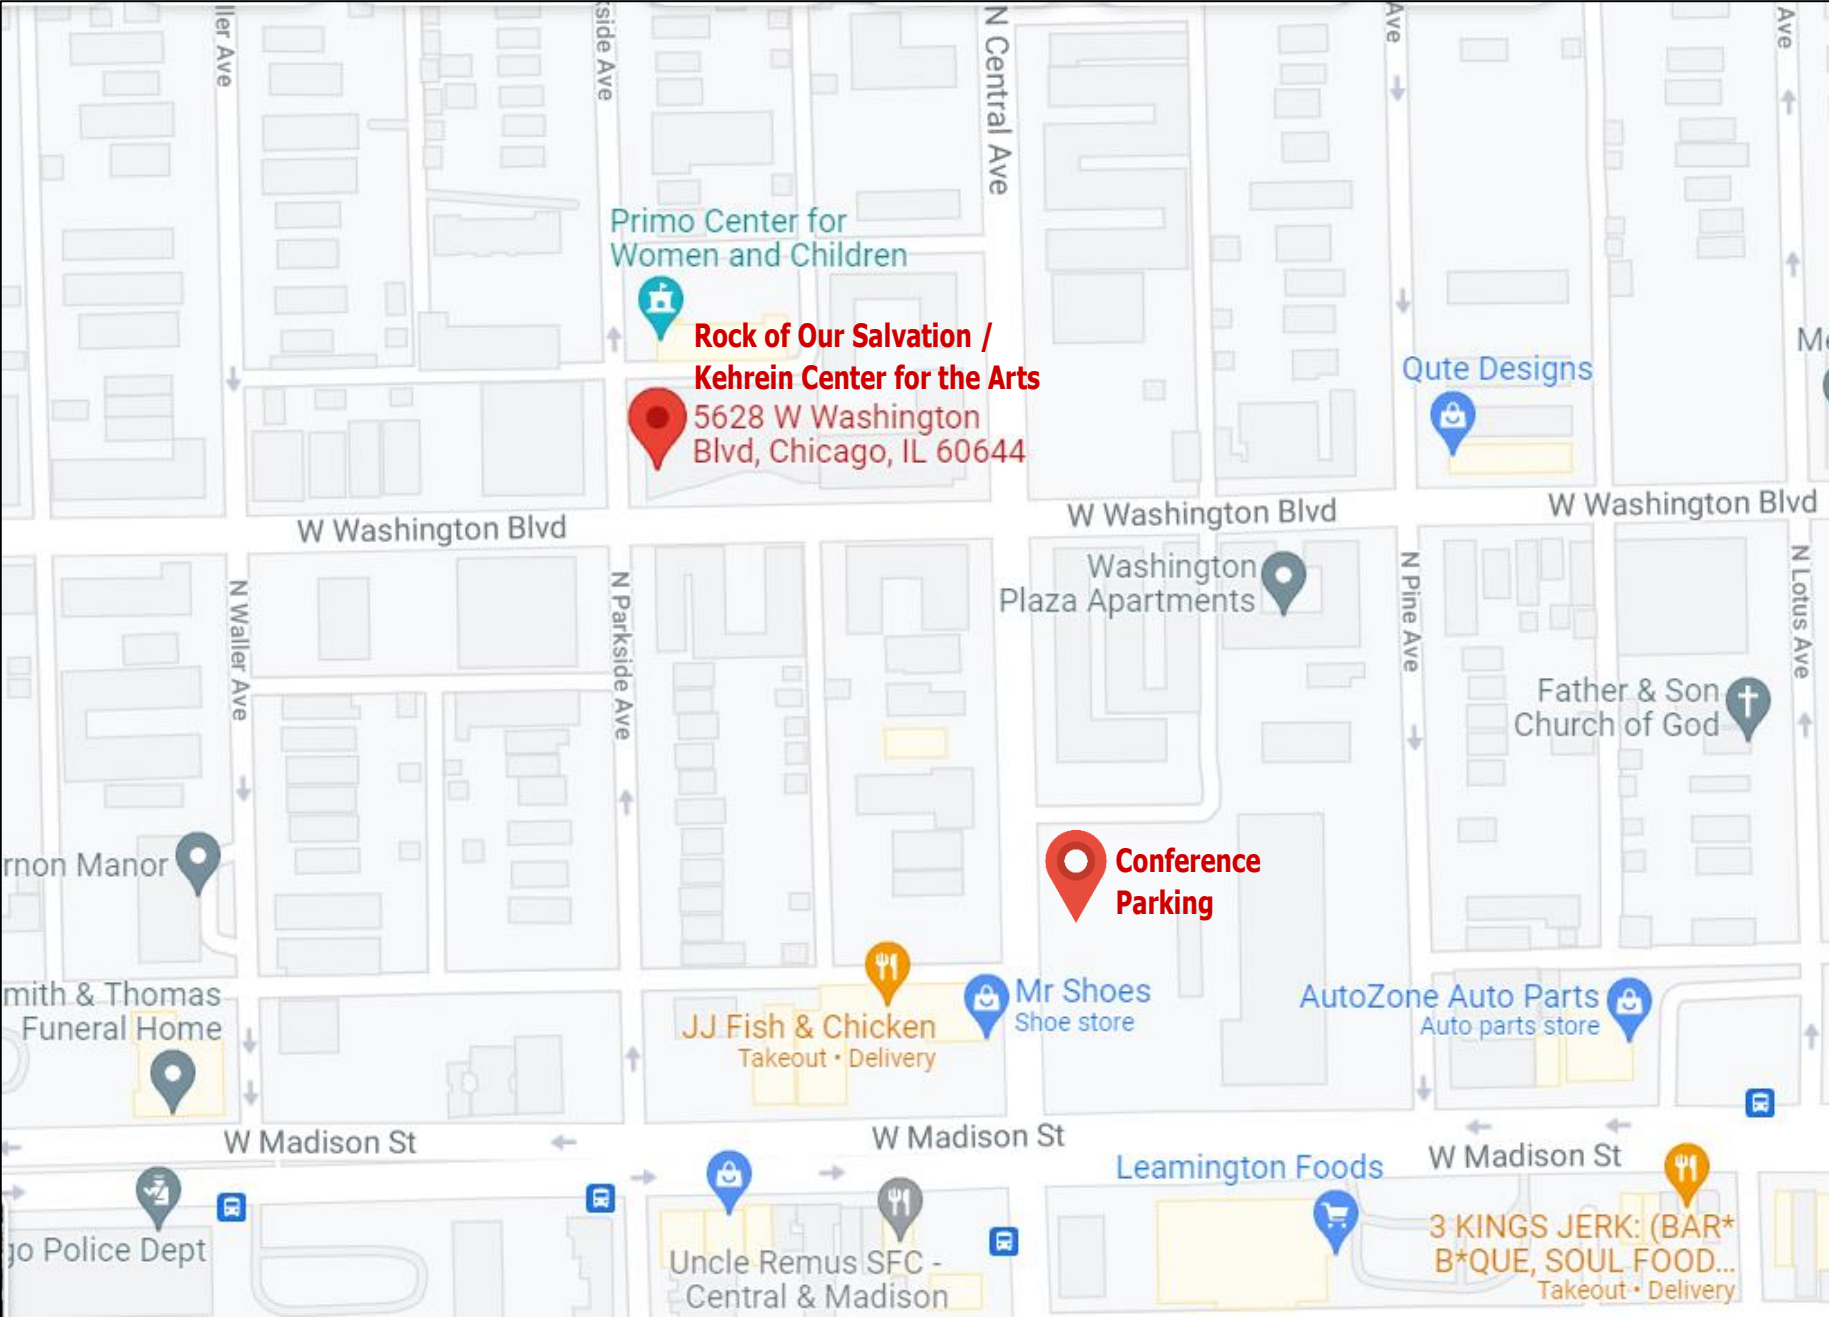 ller Ave
kside Ave
N Central Ave
Ave
Ave
Primo Center for
Women and Children
Rock of Our Salvation /
Kehrein Center for the Arts
5628 W Washington
Blvd, Chicago, IL 60644
Qute Designs
W Washington Blvd
W Washington Blvd
W Washington Blvd
Washington
Plaza Apartments
N Waller Ave
N Parkside Ave
N Pine Ave
N Lotus Ave
Father & Son
Church of God
rnon Manor
Conference
Parking
mith & Thomas
Funeral Home
JJ Fish & Chicken
Takeout • Delivery
Mr Shoes
Shoe store
AutoZone Auto Parts
Auto parts store
W Madison St
W Madison St
W Madison St
Leamington Foods
go Police Dept
Uncle Remus SFC -
Central & Madison
3 KINGS JERK: (BAR*
B*QUE, SOUL FOOD...
Takeout • Delivery